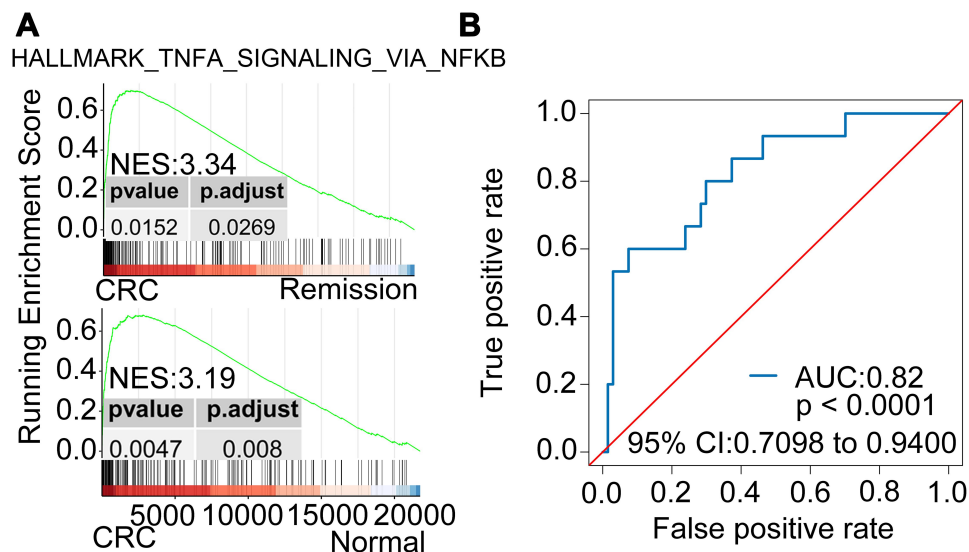 A
HALLMARK_TNFA_SIGNALING_VIA_NFKB
Running Enrichment Score
0.6
0.4
0.2
0.0
NES:3.34
pvalue p.adjust
0.0152 0.0269
CRC Remission
0.6
0.4
0.2
0.0
NES:3.19
pvalue p.adjust
0.0047 0.008
5000 10000 15000 20000
CRC Normal
B
True positive rate
1.0
0.8
0.6
0.4
0.2
0.0
AUC:0.82
p < 0.0001
95% CI:0.7098 to 0.9400
0.0 0.2 0.4 0.6 0.8 1.0
False positive rate